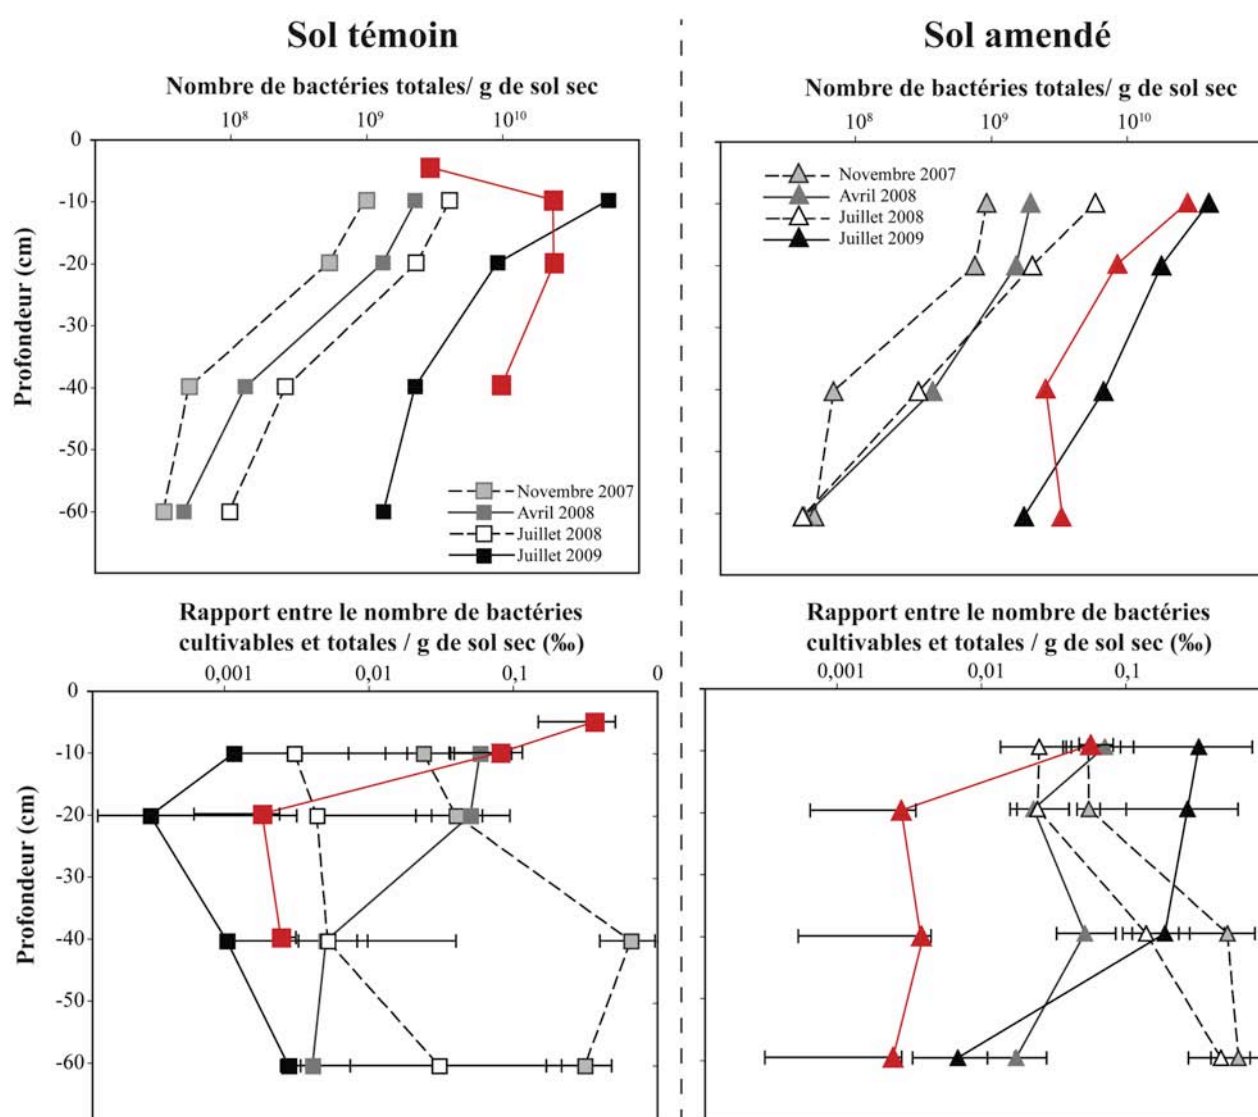 Sol témoin
Nombre de bactéries totales/ g de sol sec
10⁸ 10⁹ 10¹⁰
0
-10
-20
-30
-40
-50
-60
Profondeur (cm)
Novembre 2007
Avril 2008
Juillet 2008
Juillet 2009
Sol amendé
Nombre de bactéries totales/ g de sol sec
10⁸ 10⁹ 10¹⁰
Novembre 2007
Avril 2008
Juillet 2008
Juillet 2009
Rapport entre le nombre de bactéries
cultivables et totales / g de sol sec (‰)
0,001 0,01 0,1 0
0
-10
-20
-30
-40
-50
-60
Profondeur (cm)
Rapport entre le nombre de bactéries
cultivables et totales / g de sol sec (‰)
0,001 0,01 0,1